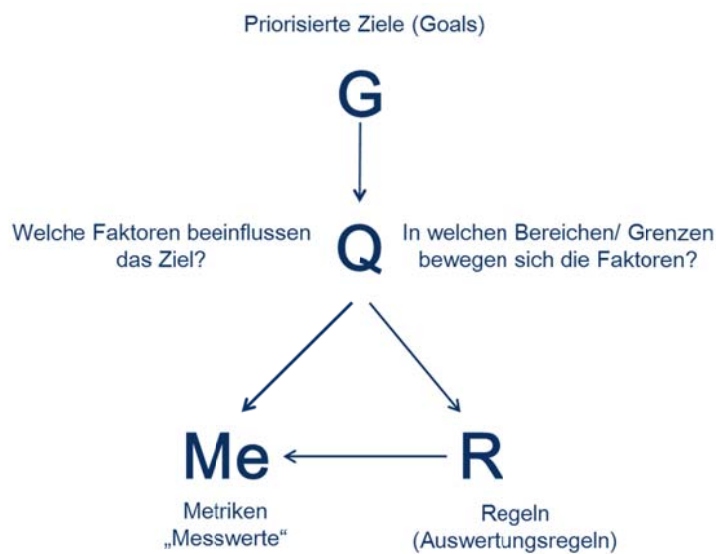 Priorisierte Ziele (Goals)
G
Welche Faktoren beeinflussen
das Ziel?
Q
In welchen Bereichen/ Grenzen
bewegen sich die Faktoren?
Me
R
Metriken
„Messwerte“
Regeln
(Auswertungsregeln)